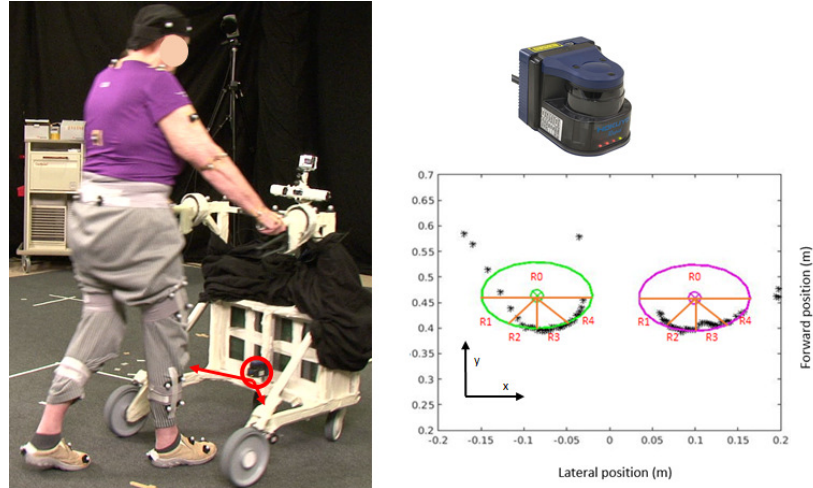 0.7
0.65
0.6
0.55
0.5
0.45
0.4
0.35
0.3
0.25
0.2
R0
R1
R2
R3
R4
R0
R1
R2
R3
R4
y
x
-0.2
-0.15
-0.1
-0.05
0
0.05
0.1
0.15
0.2
Lateral position (m)
Forward position (m)